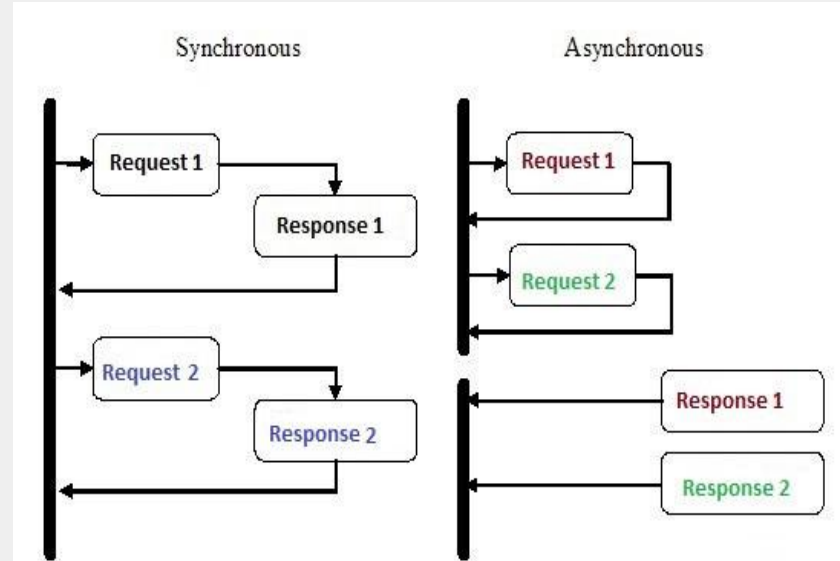 Synchronous
Asynchronous
Request 1
Response 1
Request 2
Response 2
Request 1
Request 2
Response 1
Response 2